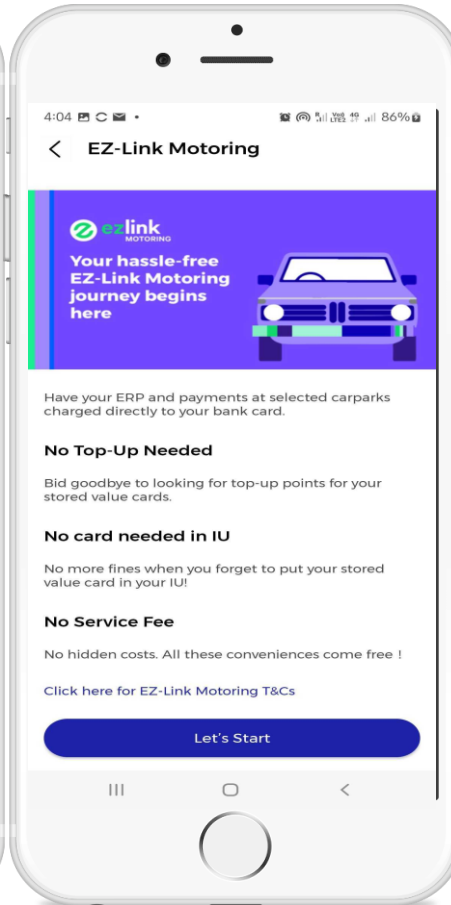 4:04 86%
EZ-Link Motoring
ezlink
MOTORING
Your hassle-free
EZ-Link Motoring
journey begins
here
Have your ERP and payments at selected carparks
charged directly to your bank card.
No Top-Up Needed
Bid goodbye to looking for top-up points for your
stored value cards.
No card needed in IU
No more fines when you forget to put your stored
value card in your IU!
No Service Fee
No hidden costs. All these conveniences come free !
Click here for EZ-Link Motoring T&Cs
Let's Start